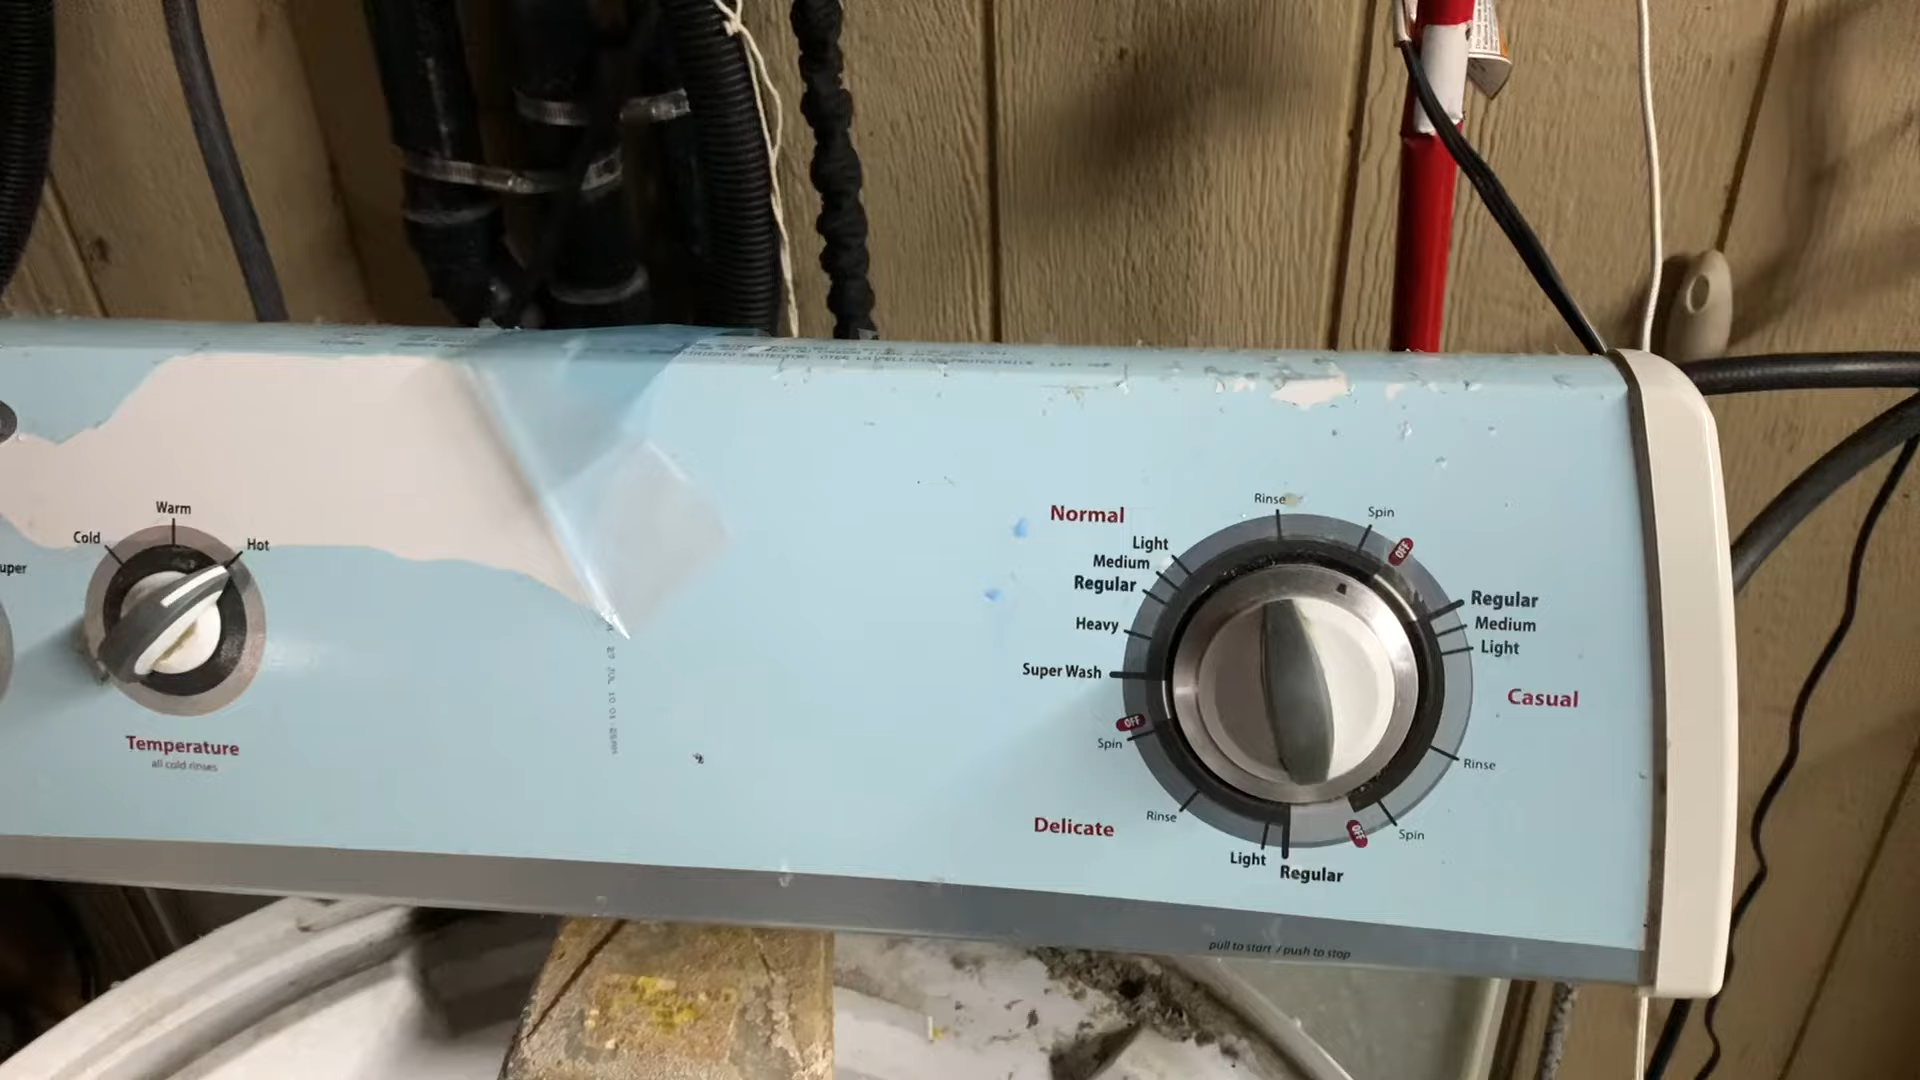 Warm
Cold
Hot
uper
Temperature
all cold rinses
Normal
Rinse
Spin
OFF
Light
Medium
Regular
Heavy
Super Wash
OFF
Spin
Rinse
Delicate
Light
Regular
OFF
Spin
Rinse
Casual
Regular
Medium
Light
pull to start / push to stop